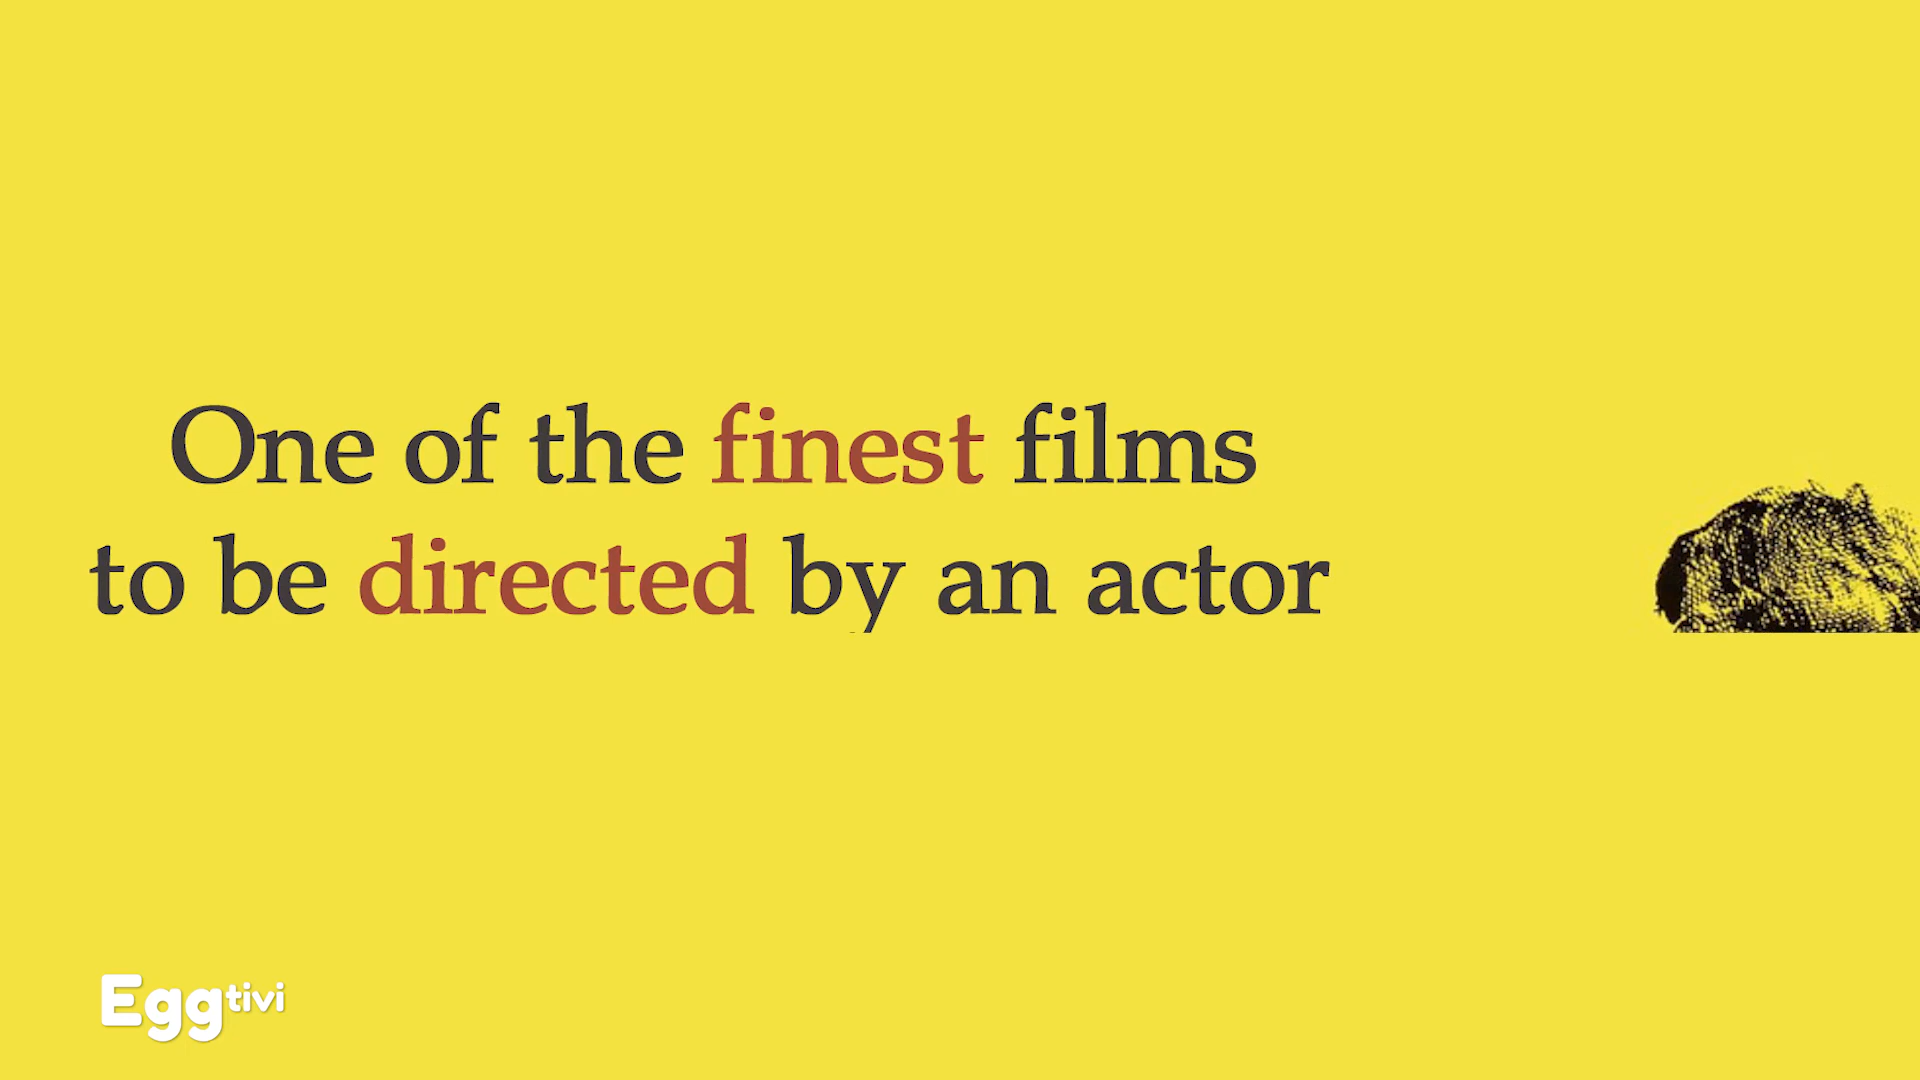 One of the finest films
to be directed by an actor
Eggtivi